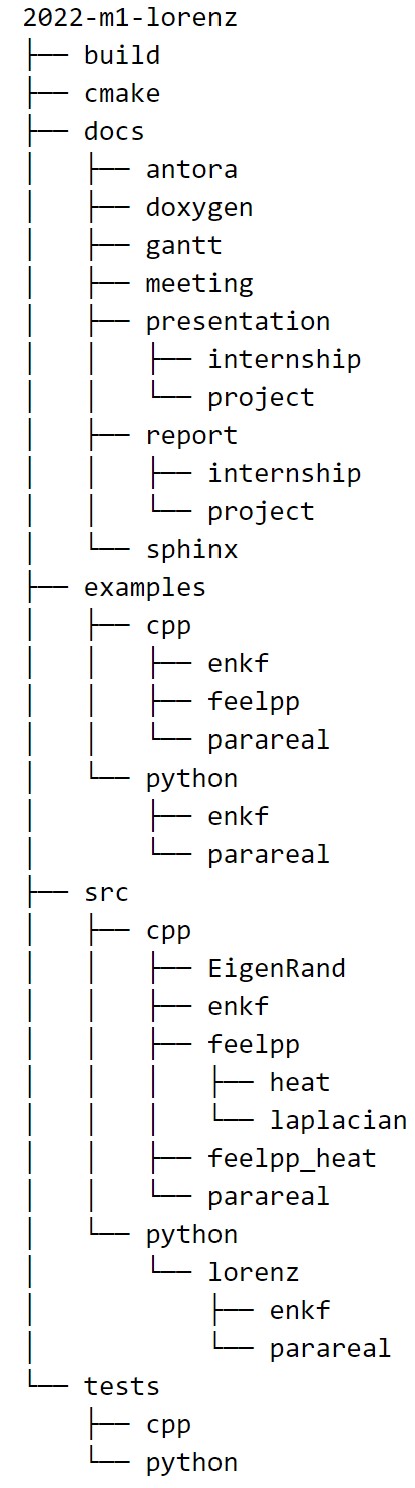 2022-m1-lorenz
├── build
├── cmake
├── docs
│   ├── antora
│   ├── doxygen
│   ├── gantt
│   ├── meeting
│   ├── presentation
│   │   ├── internship
│   │   └── project
│   ├── report
│   │   ├── internship
│   │   └── project
│   └── sphinx
├── examples
│   ├── cpp
│   │   ├── enkf
│   │   ├── feelpp
│   │   └── parareal
│   └── python
│       ├── enkf
│       └── parareal
├── src
│   ├── cpp
│   │   ├── EigenRand
│   │   ├── enkf
│   │   ├── feelpp
│   │   │   ├── heat
│   │   │   └── laplacian
│   │   ├── feelpp_heat
│   │   └── parareal
│   └── python
│       └── lorenz
│           ├── enkf
│           └── parareal
└── tests
    ├── cpp
    └── python